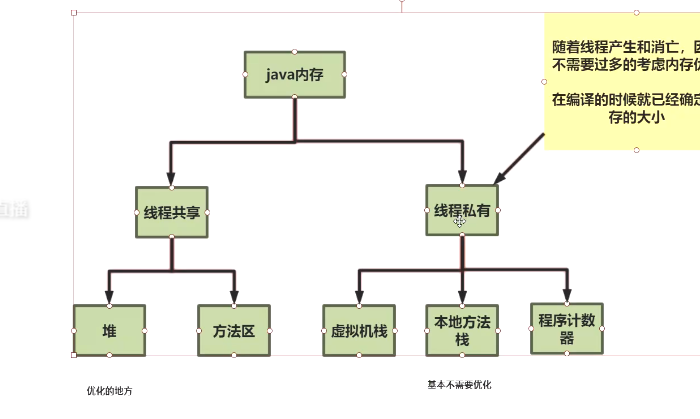 随着线程产生和消亡，因
不需要过多的考虑内存优
在编译的时候就已经确定
存的大小
java内存
线程共享
线程私有
直播
堆
方法区
虚拟机栈
本地方法
栈
程序计数
器
优化的地方
基本不需要优化